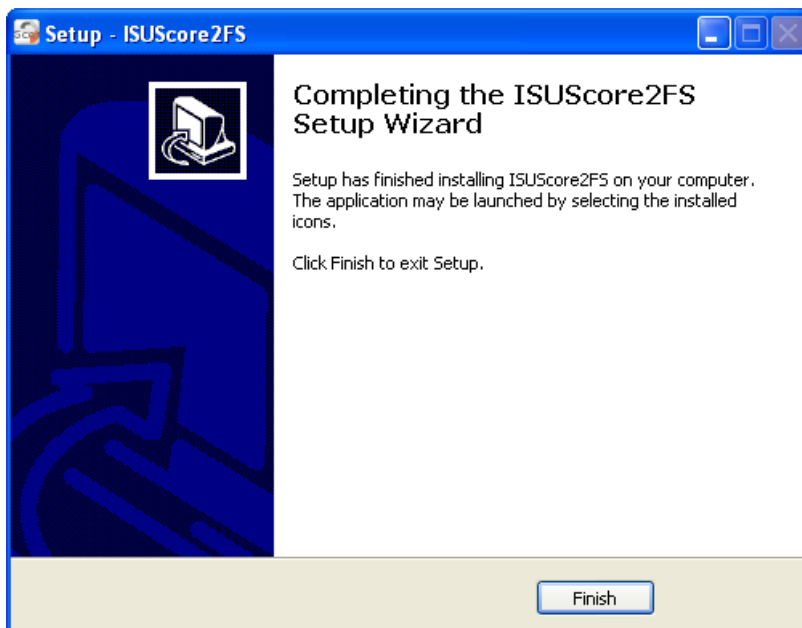 Setup - ISUScore2FS
Completing the ISUScore2FS
Setup Wizard
Setup has finished installing ISUScore2FS on your computer.
The application may be launched by selecting the installed
icons.
Click Finish to exit Setup.
Finish